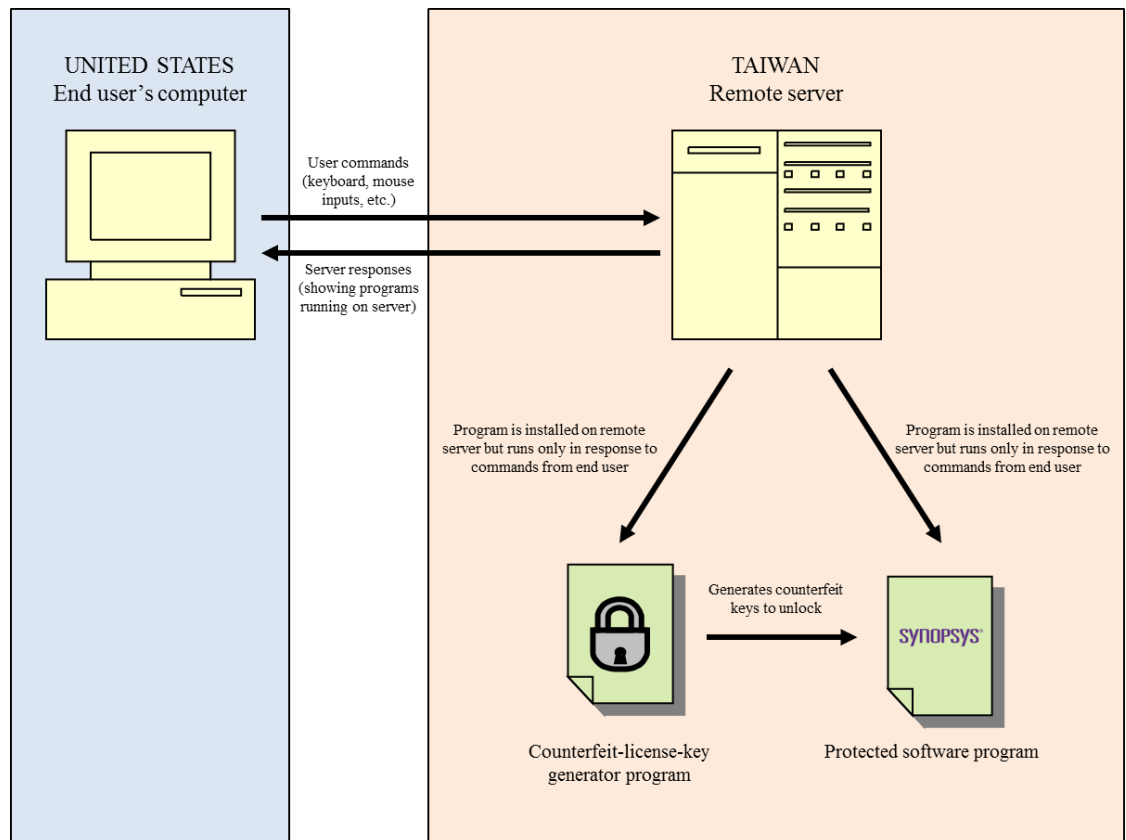 UNITED STATES
End user's computer
TAIWAN
Remote server
User commands
(keyboard, mouse
inputs, etc.)
Server responses
(showing programs
running on server)
Program is installed on remote
server but runs only in response to
commands from end user
Program is installed on remote
server but runs only in response to
commands from end user
Generates counterfeit
keys to unlock
SYNOPSYS®
Counterfeit-license-key
generator program
Protected software program